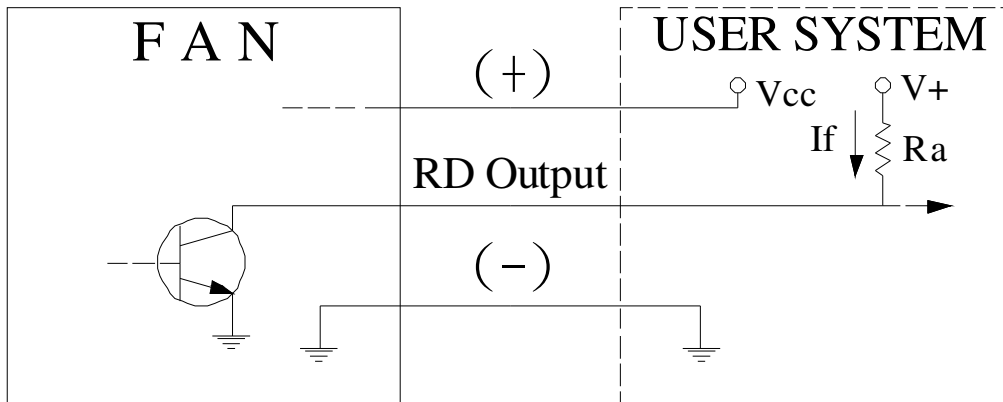 F A N
USER SYSTEM
(+)
Vcc
V+
If
Ra
RD Output
(-)